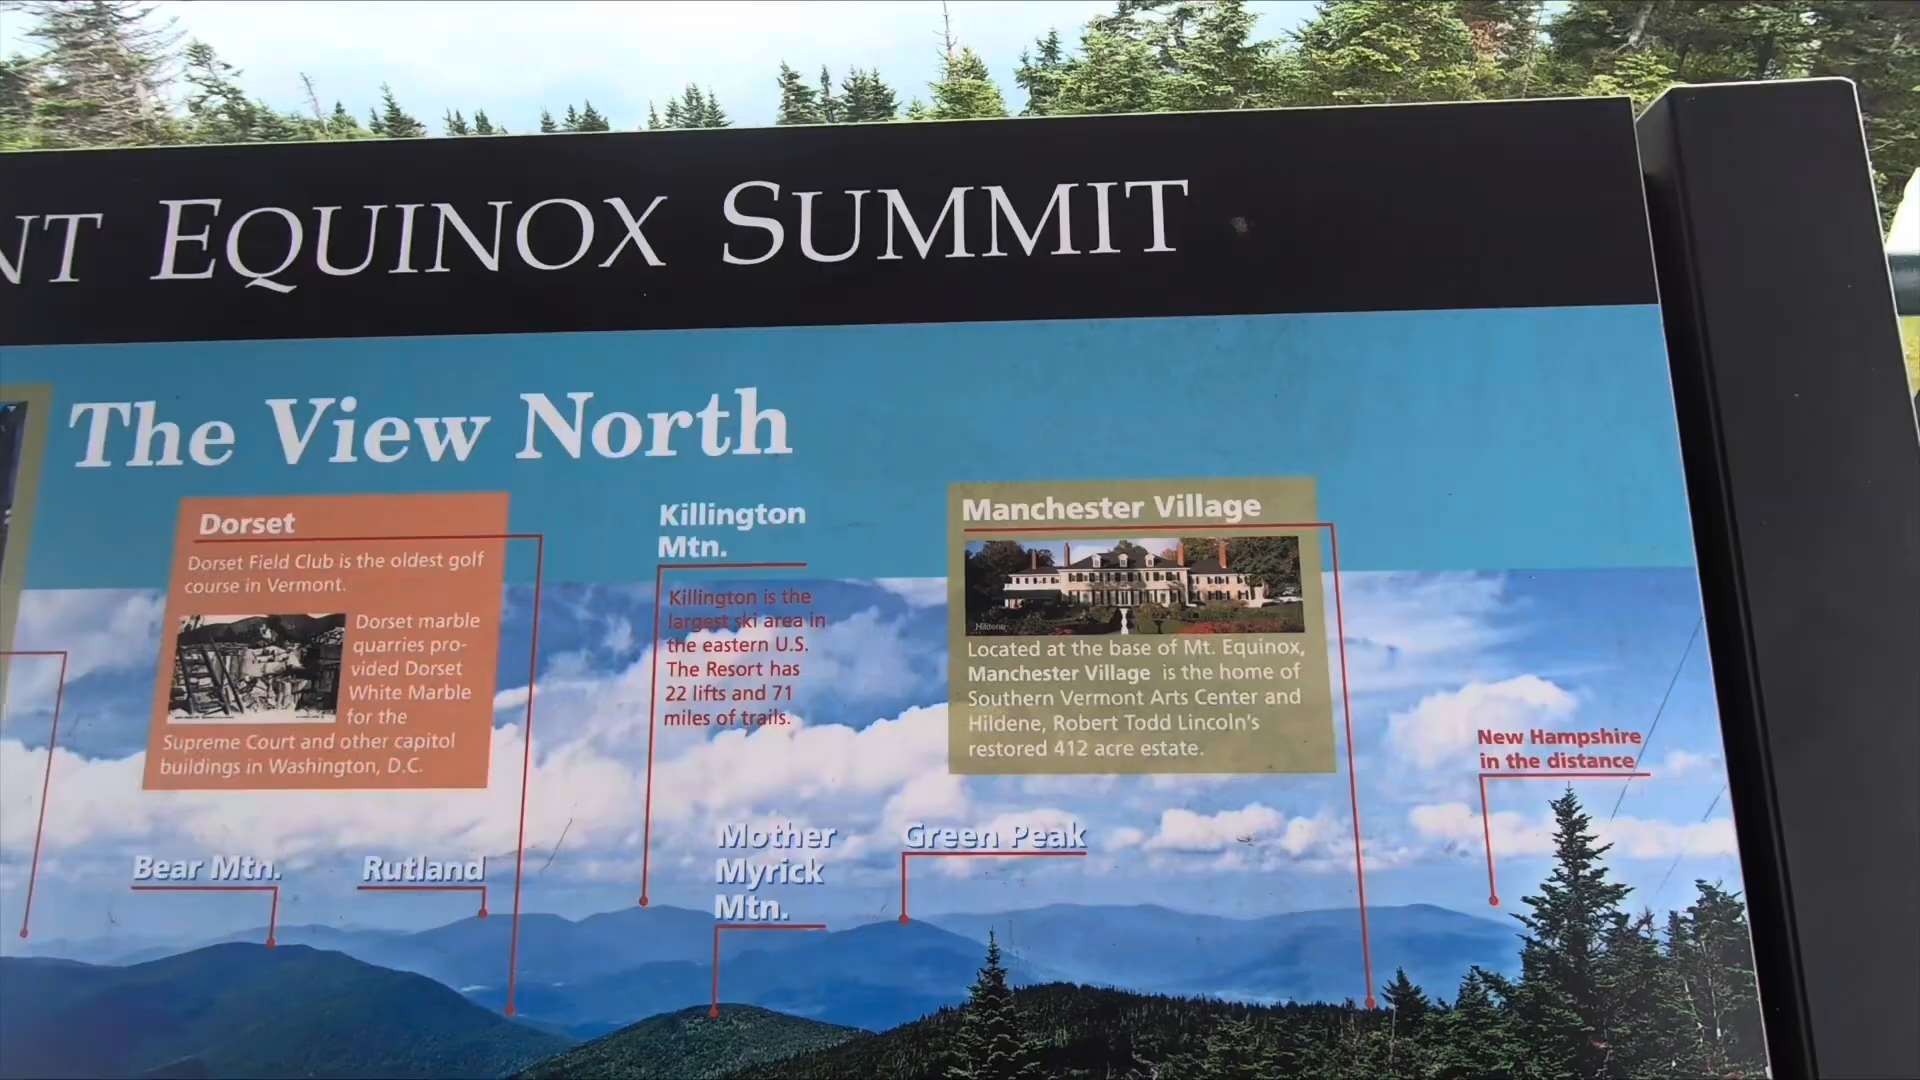 NT EQUINOX SUMMIT
The View North
Dorset
Dorset Field Club is the oldest golf
course in Vermont.
Dorset marble
quarries pro-
vided Dorset
White Marble
for the
Supreme Court and other capitol
buildings in Washington, D.C.
Killington
Mtn.
Killington is the
largest ski area in
the eastern U.S.
The Resort has
22 lifts and 71
miles of trails.
Manchester Village
Hildene
Located at the base of Mt. Equinox,
Manchester Village is the home of
Southern Vermont Arts Center and
Hildene, Robert Todd Lincoln's
restored 412 acre estate.
New Hampshire
in the distance
Bear Mtn.
Rutland
Mother
Myrick
Mtn.
Green Peak